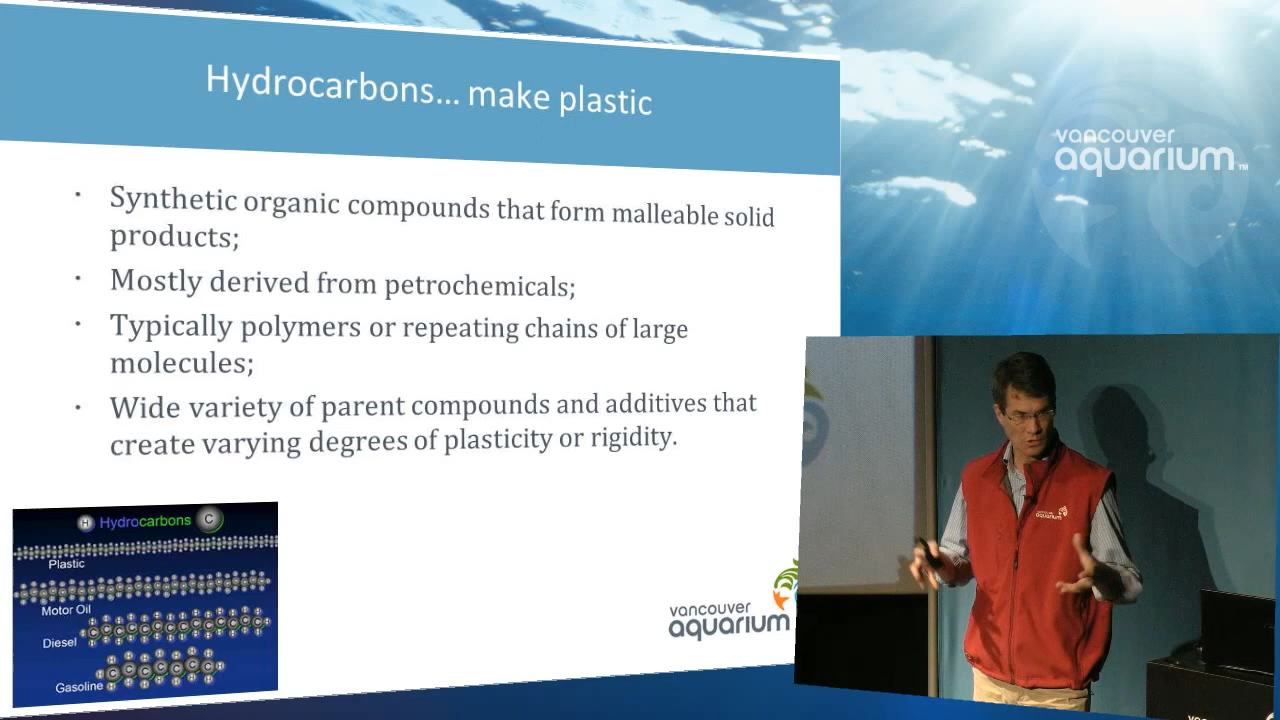 Hydrocarbons... make plastic
vancouver
aquarium™
· Synthetic organic compounds that form malleable solid
products;
· Mostly derived from petrochemicals;
· Typically polymers or repeating chains of large
molecules;
· Wide variety of parent compounds and additives that
create varying degrees of plasticity or rigidity.
H Hydrocarbons C
Plastic
Motor Oil
Diesel
Gasoline
vancouver
aquarium
aquarium